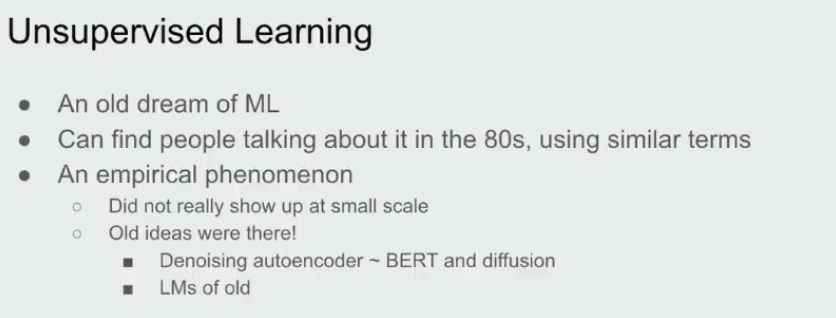 Unsupervised Learning
● An old dream of ML
● Can find people talking about it in the 80s, using similar terms
● An empirical phenomenon
○ Did not really show up at small scale
○ Old ideas were there!
■ Denoising autoencoder ~ BERT and diffusion
■ LMs of old